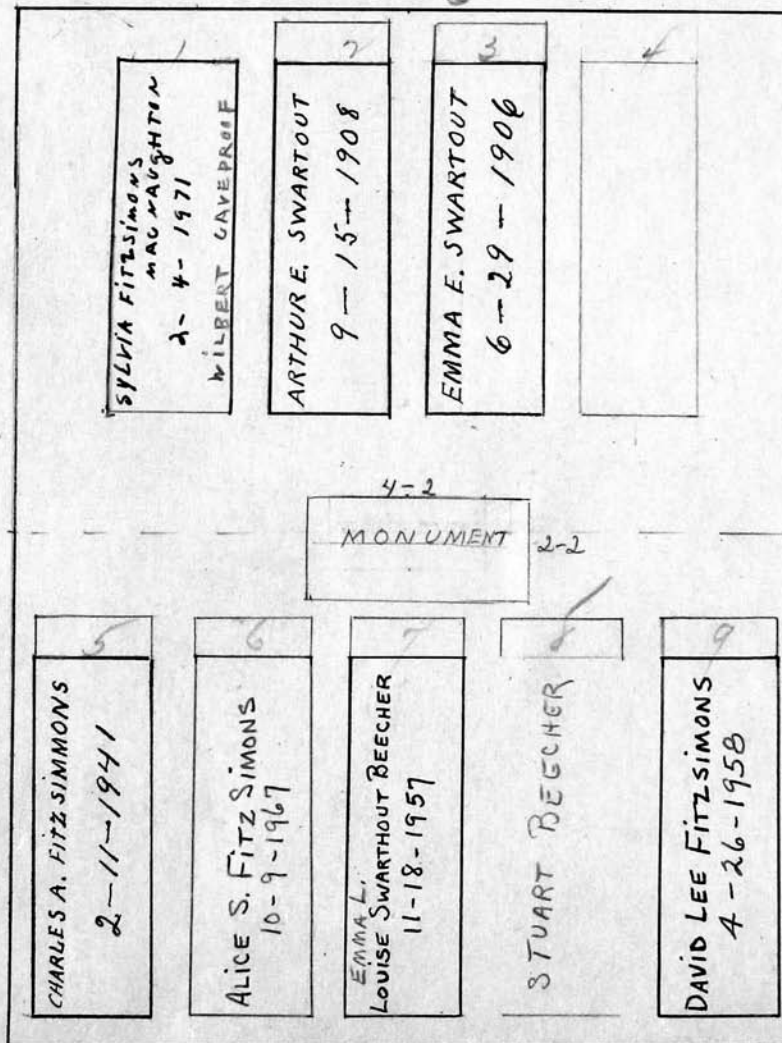 1
SYLVIA FITZSIMONS
MACNAUGHTON
2-4-1971
WILBERT CAVEPROOF
2
ARTHUR E. SWARTOUT
9-15-1908
3
EMMA E. SWARTOUT
6-29-1906
4
4-2
MONUMENT
2-2
5
CHARLES A. FITZSIMMONS
2-11-1941
6
ALICE S. FITZSIMONS
10-9-1967
7
EMMA L.
LOUISE SWARTHOUT BEECHER
11-18-1957
8
STUART BEECHER
9
DAVID LEE FITZSIMONS
4-26-1958